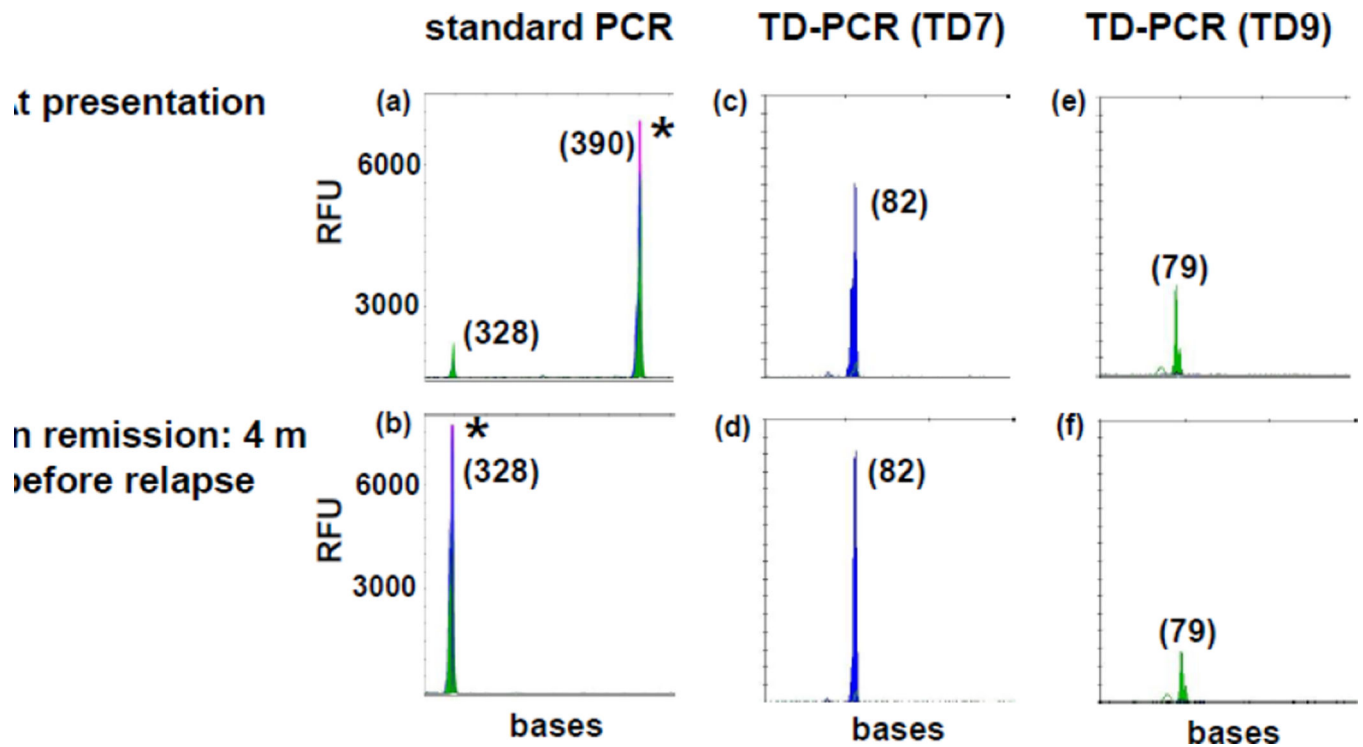 standard PCR TD-PCR (TD7) TD-PCR (TD9)
t presentation
(a) (c) (e)
(390) *
6000
RFU
3000
(328)
(82)
(79)
n remission: 4 m
before relapse
(b) (d) (f)
*
(328)
6000
RFU
3000
(82)
(79)
bases bases bases